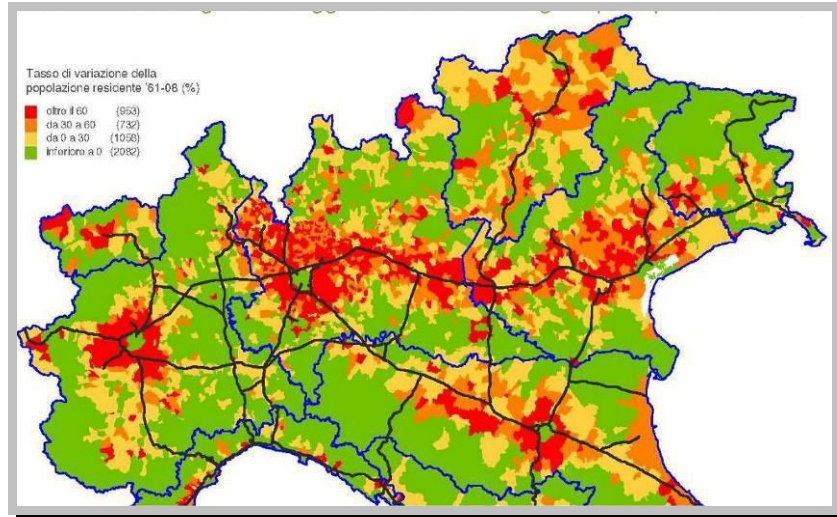 Tasso di variazione della
popolazione residente '61-08 (%)
oltre il 60 (953)
da 30 a 60 (732)
da 0 a 30 (1058)
inferiore a 0 (2082)